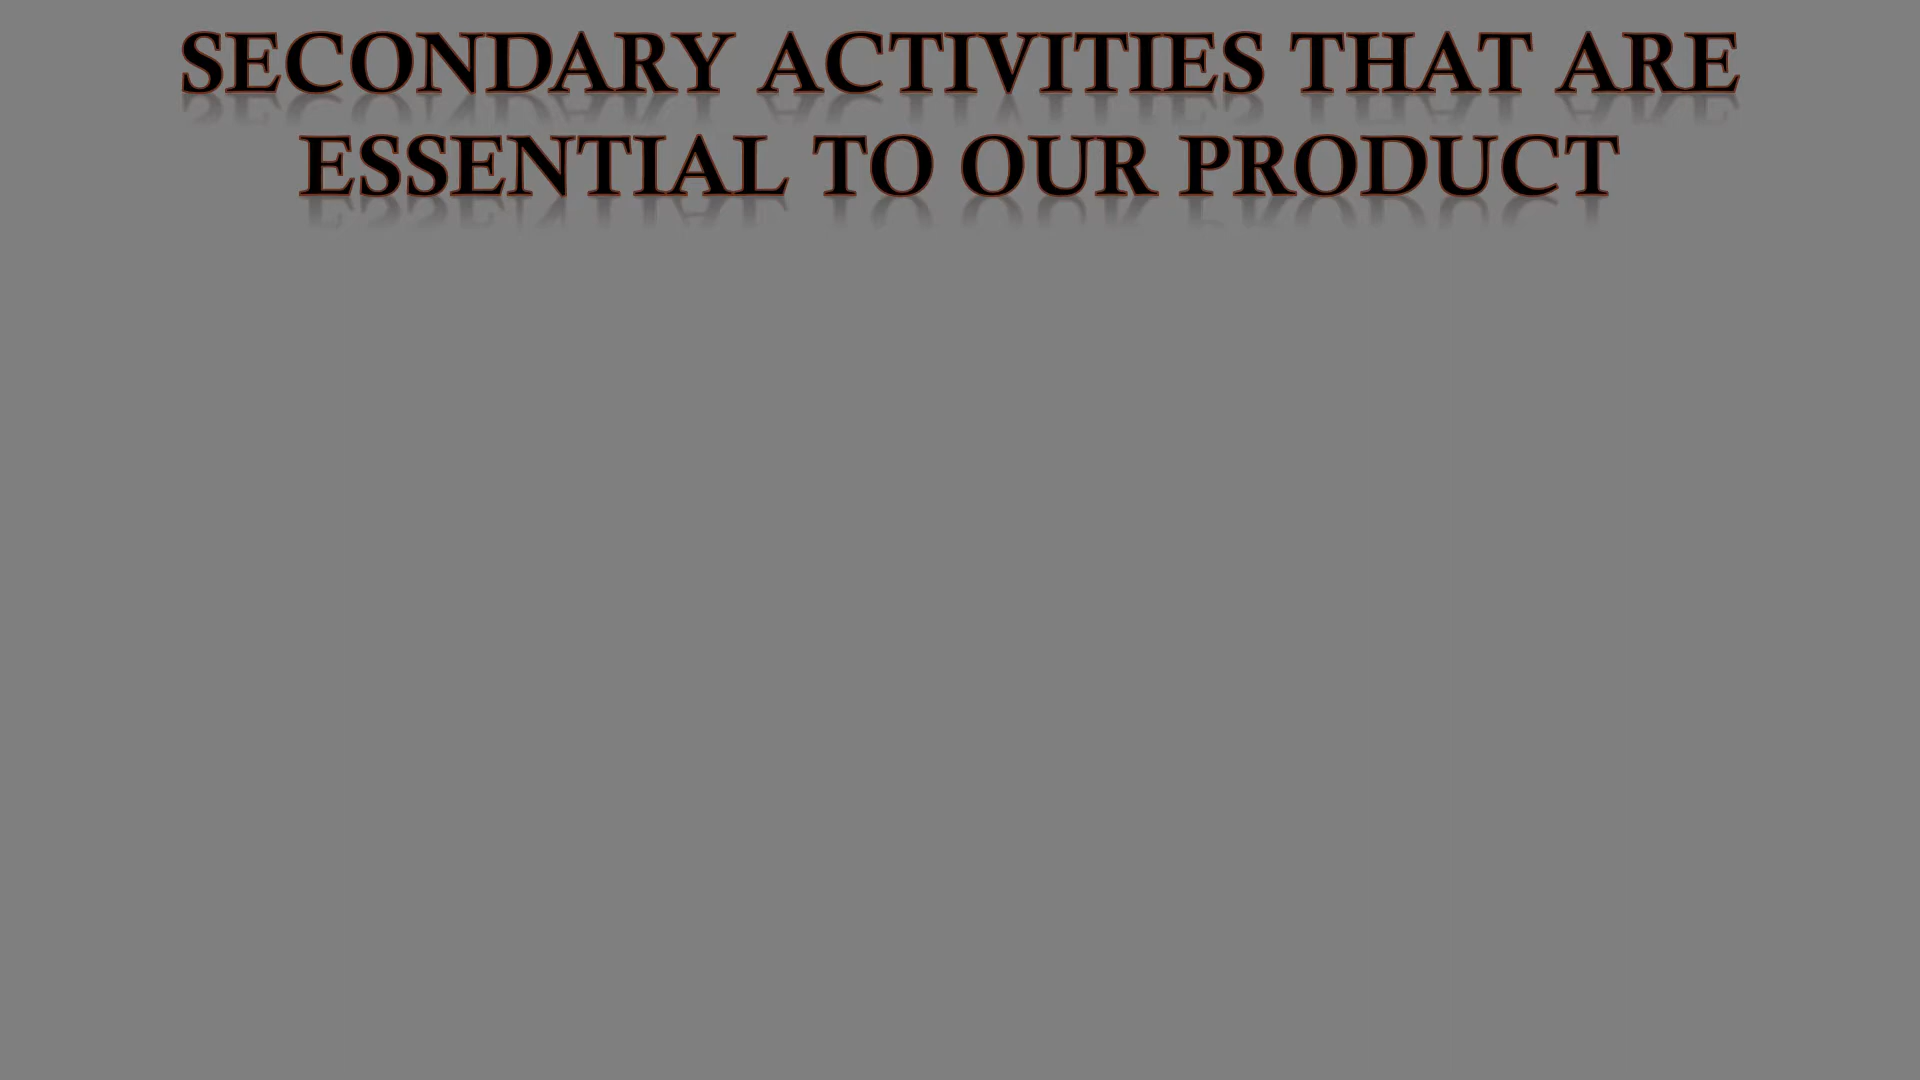 SECONDARY ACTIVITIES THAT ARE
ESSENTIAL TO OUR PRODUCT